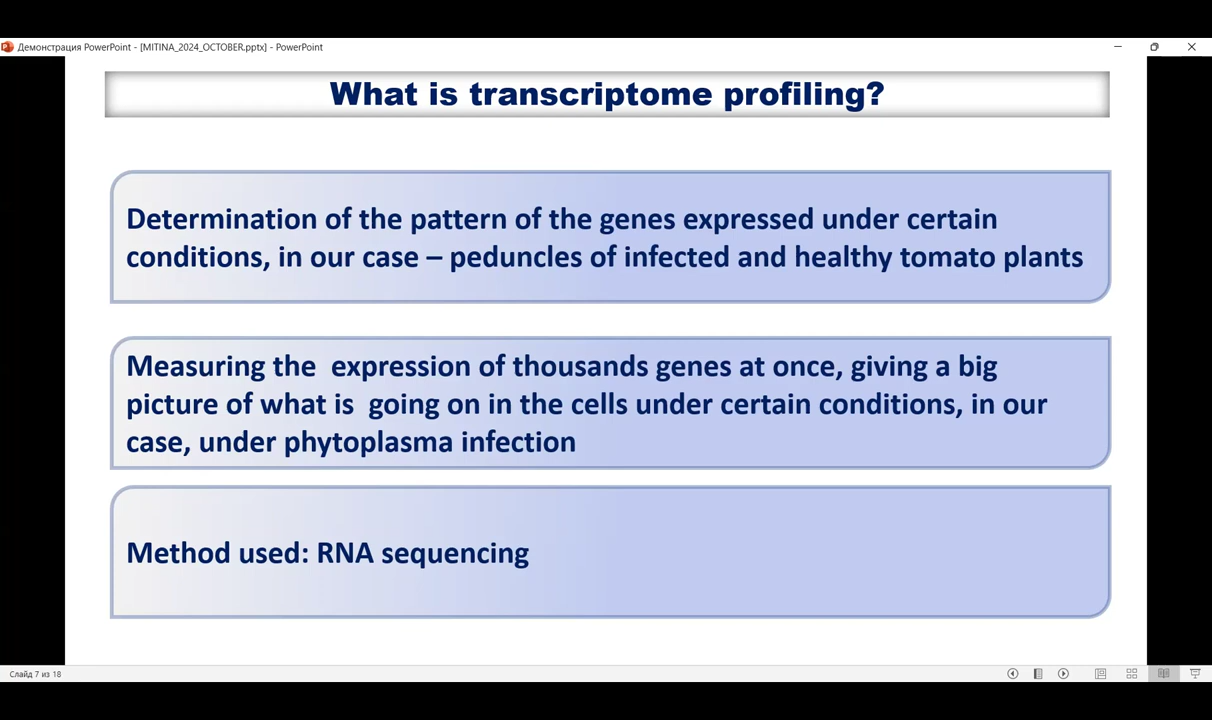 Демонстрация PowerPoint - [MITINA_2024_OCTOBER.pptx] - PowerPoint
What is transcriptome profiling?
Determination of the pattern of the genes expressed under certain
conditions, in our case – peduncles of infected and healthy tomato plants
Measuring the  expression of thousands genes at once, giving a big
picture of what is  going on in the cells under certain conditions, in our
case, under phytoplasma infection
Method used: RNA sequencing
Слайд 7 из 18